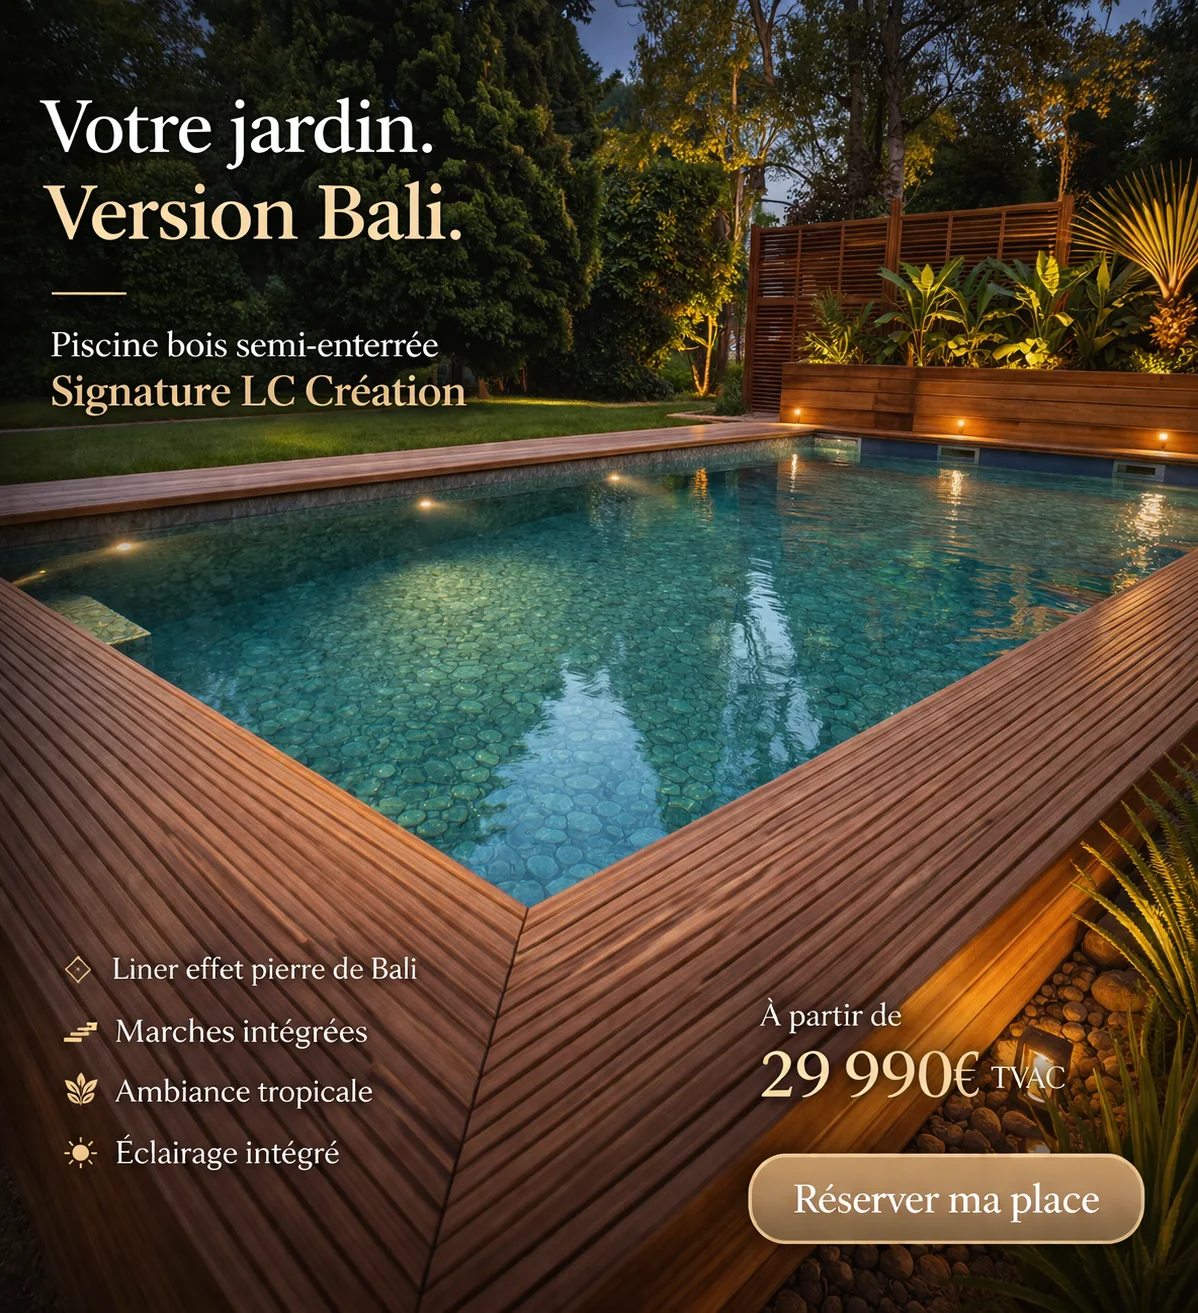 Votre jardin.
Version Bali.
Piscine bois semi-enterrée
Signature LC Création
Liner effet pierre de Bali
Marches intégrées
Ambiance tropicale
Éclairage intégré
À partir de
29 990€ TVAC
Réserver ma place